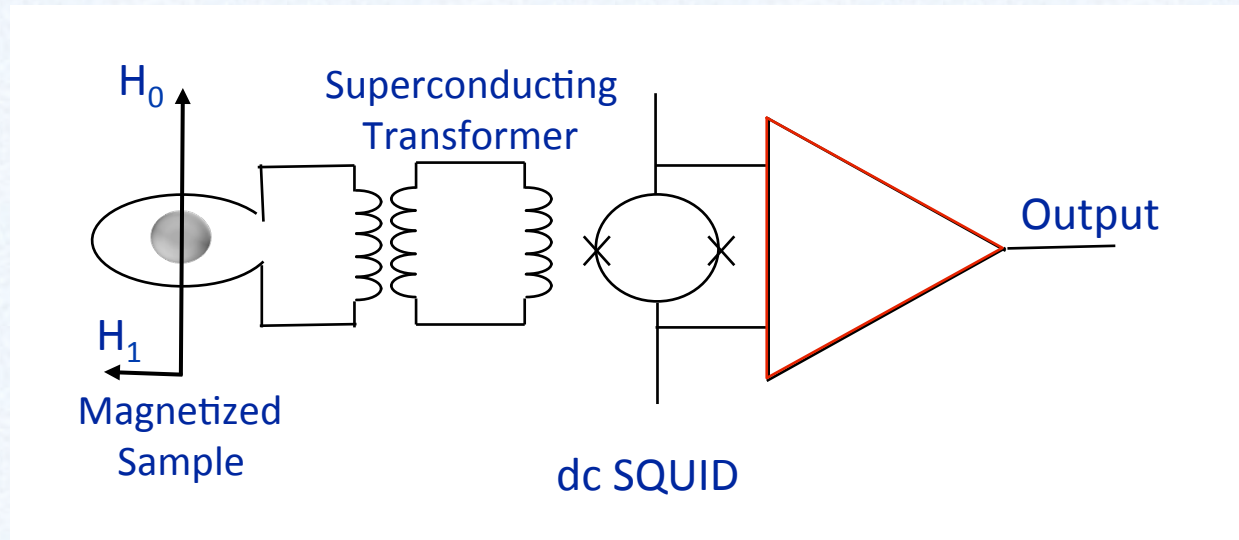 H₀
Superconducting
Transformer
Output
H₁
Magnetized
Sample
dc SQUID